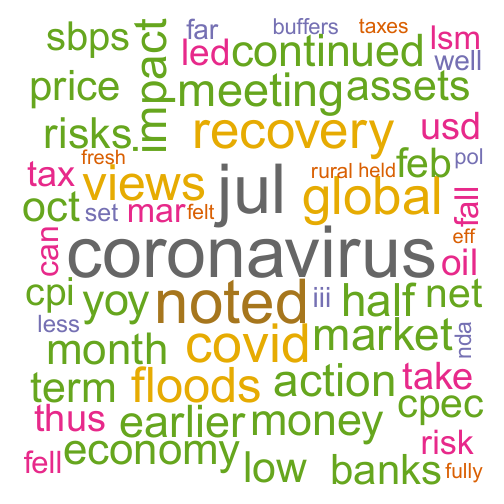 far buffers taxes
sbps impact led continued lsm
well
price meeting assets
risks recovery usd
fresh rural held feb pol
tax views jul global fall
oct set mar felt
can coronavirus eff
oil
cpi yoy noted iii half net
less
month covid market nda
term floods action take
thus earlier money cpec
economy risk
fell low banks fully